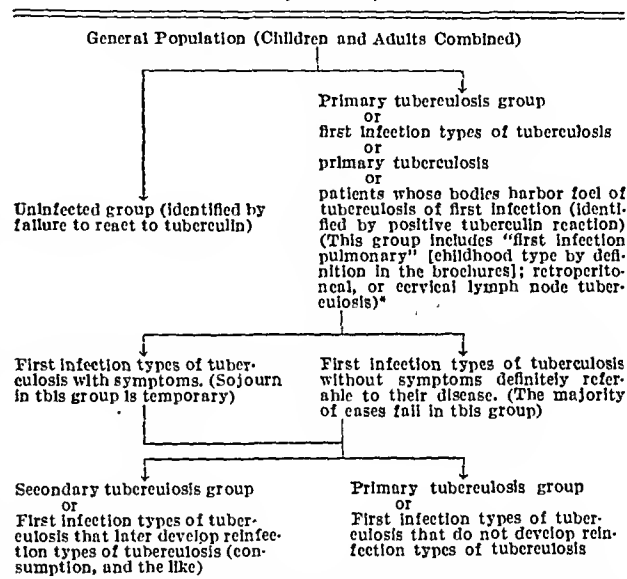 General Population (Children and Adults Combined)
Primary tuberculosis group
or
first infection types of tuberculosis
or
primary tuberculosis
or
patients whose bodies harbor foci of
tuberculosis of first infection (identi-
fied by positive tuberculin reaction)
(This group includes "first infection
pulmonary" [childhood type by defi-
nition in the brochures]; retroperito-
neal, or cervical lymph node tuber-
culosis)*
Uninfected group (identified by
failure to react to tuberculin)
First infection types of tuber-
culosis with symptoms. (Sojourn
in this group is temporary)
First infection types of tuberculosis
without symptoms definitely refer-
able to their disease. (The majority
of cases fall in this group)
Secondary tuberculosis group
or
First infection types of tuber-
culosis that later develop reinfec-
tion types of tuberculosis (con-
sumption, and the like)
Primary tuberculosis group
or
First infection types of tuber-
culosis that do not develop rein-
fection types of tuberculosis